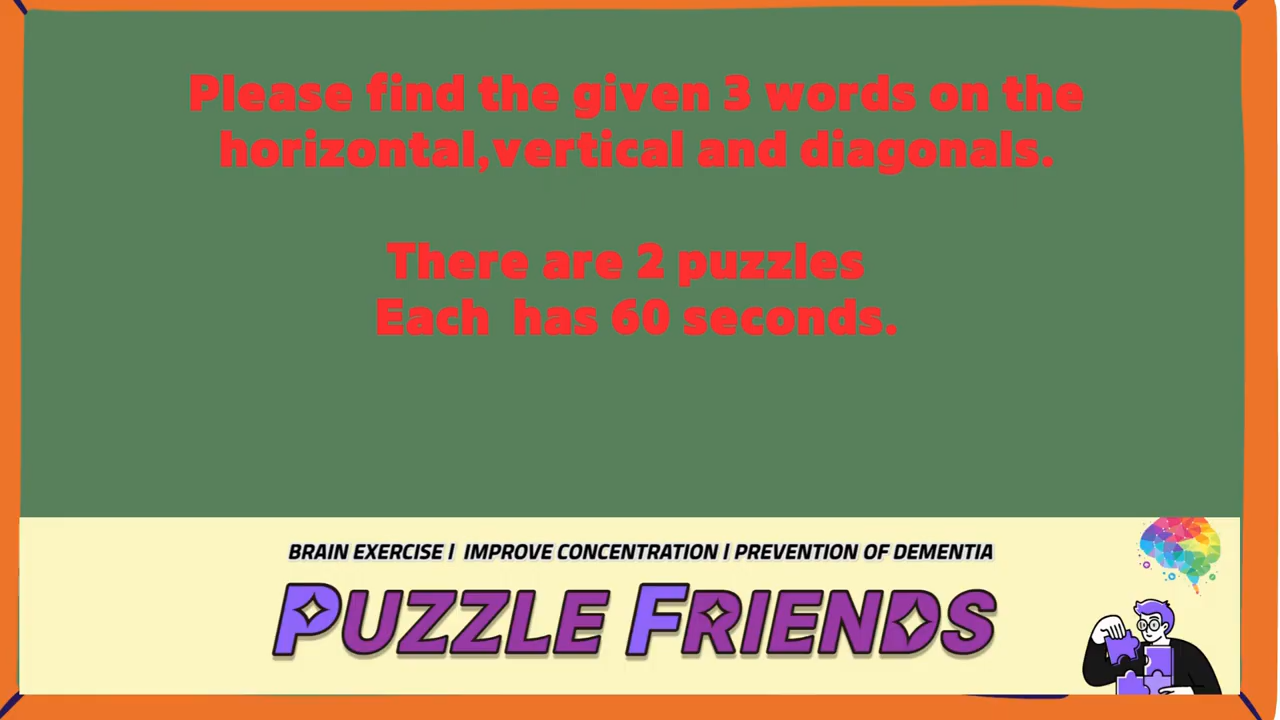 Please find the given 3 words on the
horizontal,vertical and diagonals.
There are 2 puzzles
Each has 60 seconds.
BRAIN EXERCISE I IMPROVE CONCENTRATION I PREVENTION OF DEMENTIA
PUZZLE FRIENDS